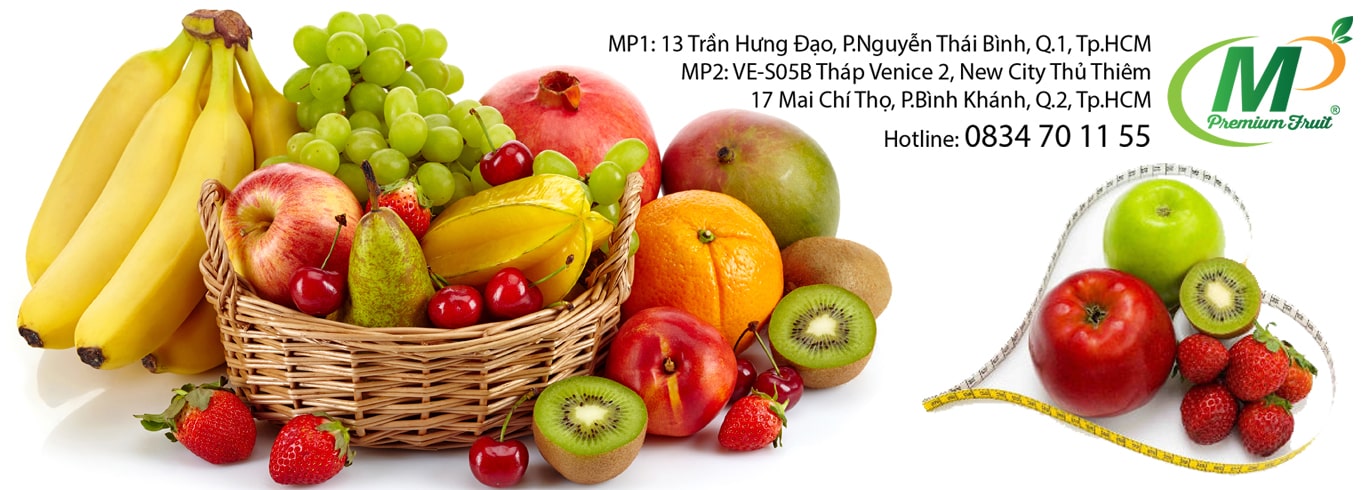 MP1: 13 Trần Hưng Đạo, P.Nguyễn Thái Bình, Q.1, Tp.HCM
MP2: VE-S05B Tháp Venice 2, New City Thủ Thiêm
17 Mai Chí Thọ, P.Bình Khánh, Q.2, Tp.HCM
Hotline: 0834 70 11 55
MP
Premium Fruit®